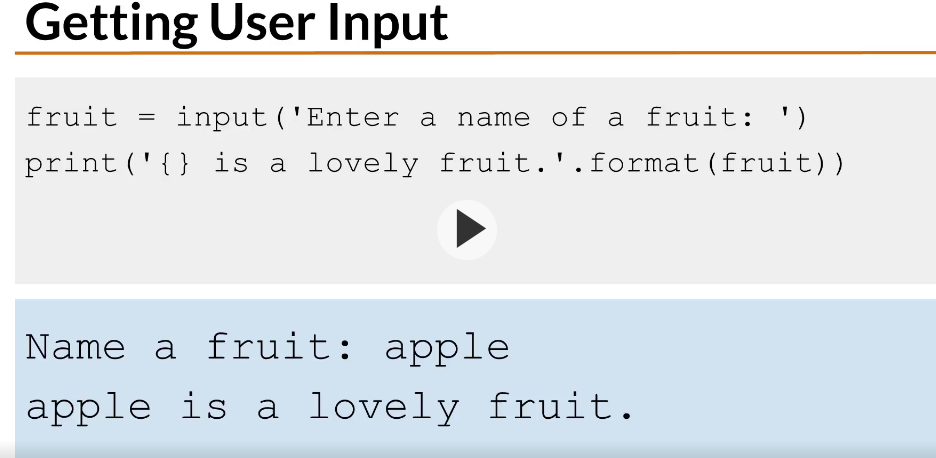 Getting User Input
fruit = input('Enter a name of a fruit: ')
print('{} is a lovely fruit.'.format(fruit))
Name a fruit: apple
apple is a lovely fruit.